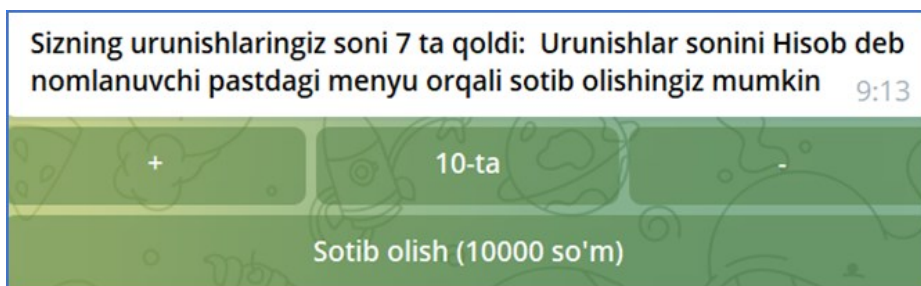 Sizning urunishlaringiz soni 7 ta qoldi:  Urunishlar sonini Hisob deb
nomlanuvchi pastdagi menyu orqali sotib olishingiz mumkin 9:13
+ 10-ta -
Sotib olish (10000 so'm)